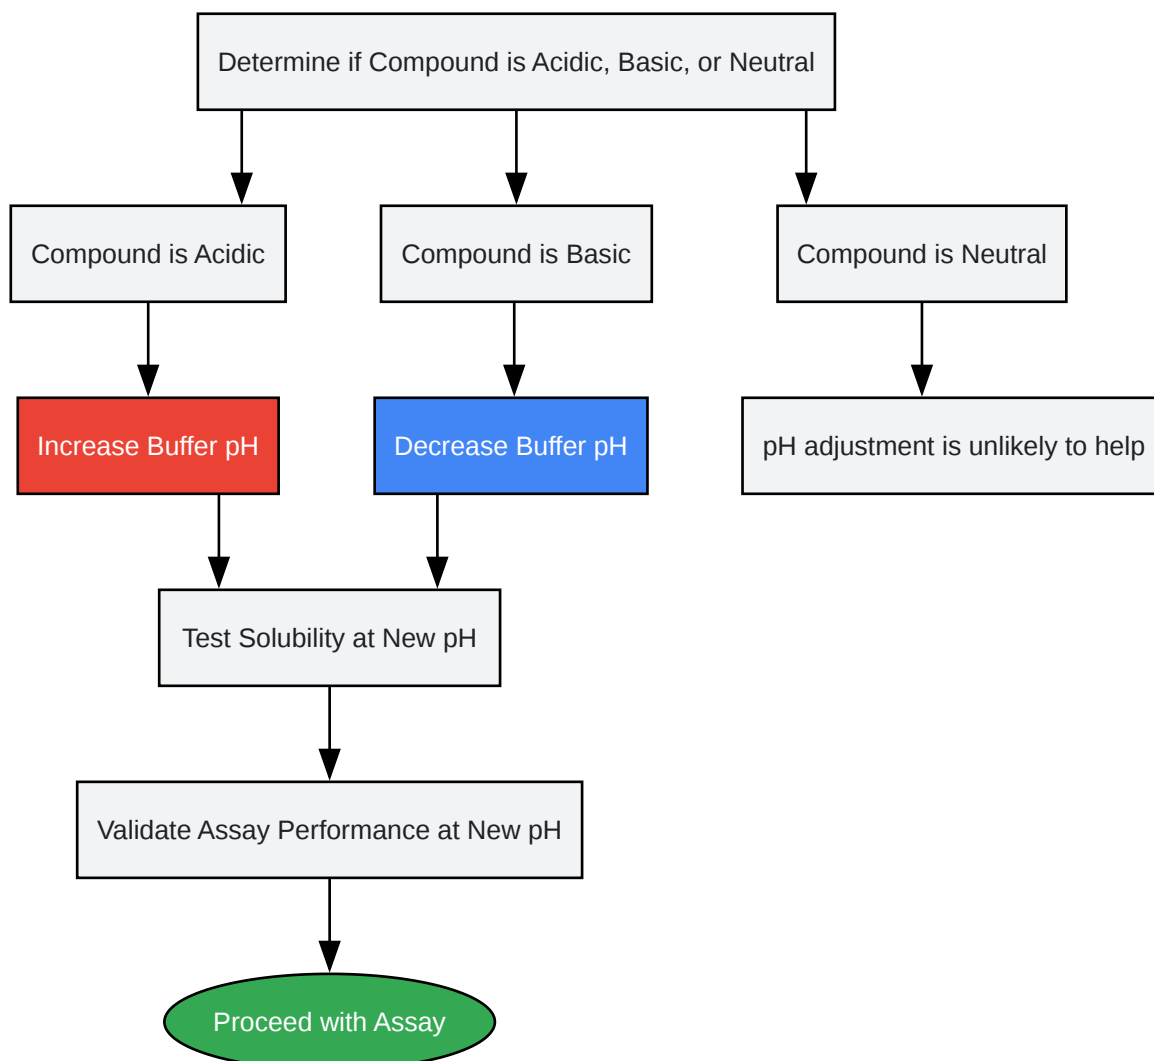 Determine if Compound is Acidic, Basic, or Neutral
Compound is Acidic
Compound is Basic
Compound is Neutral
Increase Buffer pH
Decrease Buffer pH
pH adjustment is unlikely to help
Test Solubility at New pH
Validate Assay Performance at New pH
Proceed with Assay